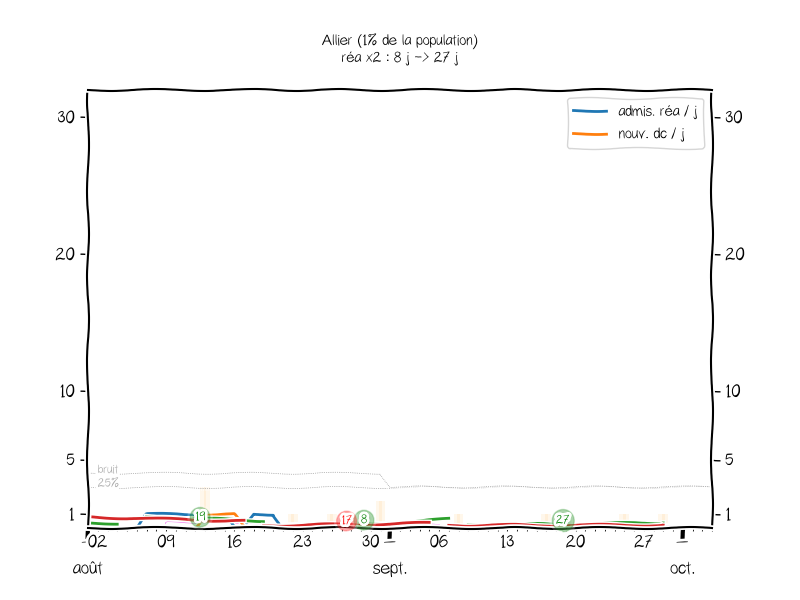 Allier (1% de la population)
réa x2 : 8 j -> 27 j
admis. réa / j
nouv. dc / j
30
30
20
20
10
10
5
5
bruit
25%
1
1
19
17
8
27
02 09 16 23 30 06 13 20 27
août sept. oct.